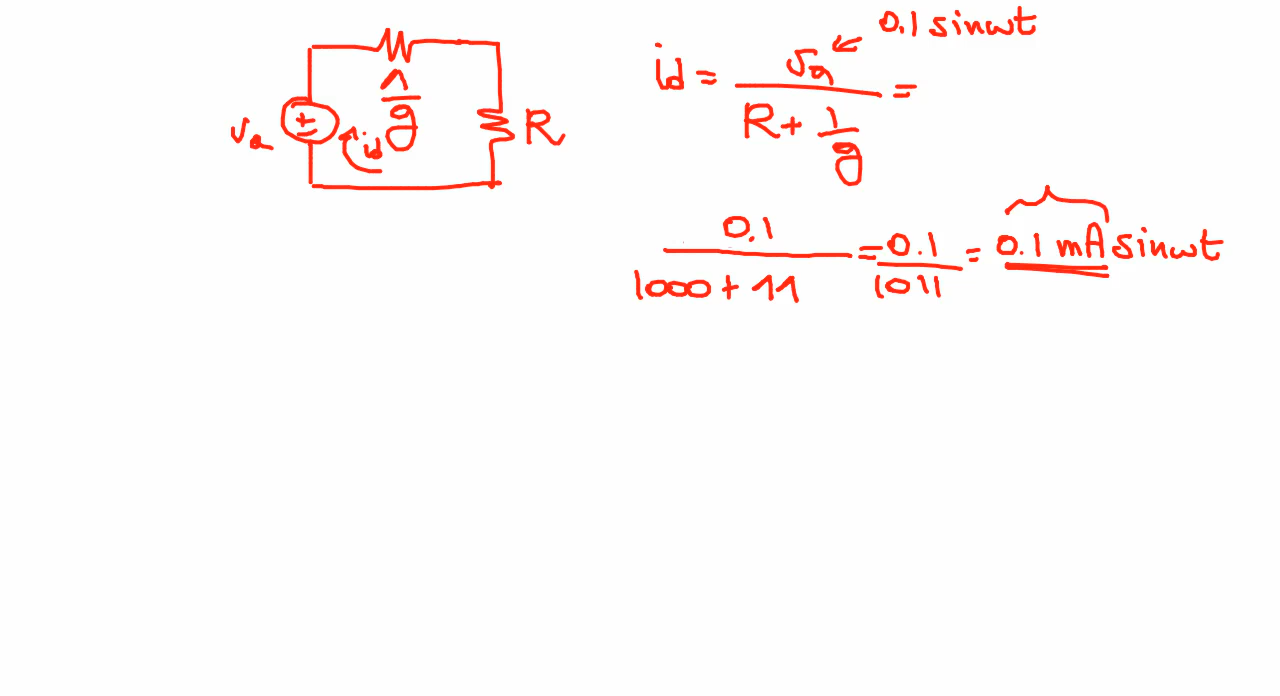 va + 1/g id R
0.1 sinωt
id = va / (R + 1/g) =
0.1 / (1000 + 11) = 0.1 / 1011 = 0.1 mA sinωt